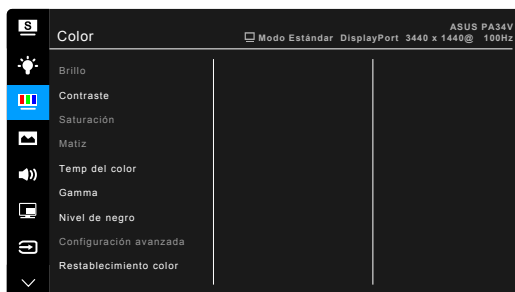 S
ASUS PA34V
Color
Modo Estándar DisplayPort 3440 x 1440@ 100Hz
Brillo
Contraste
Saturación
Matiz
Temp del color
Gamma
Nivel de negro
Configuración avanzada
Restablecimiento color